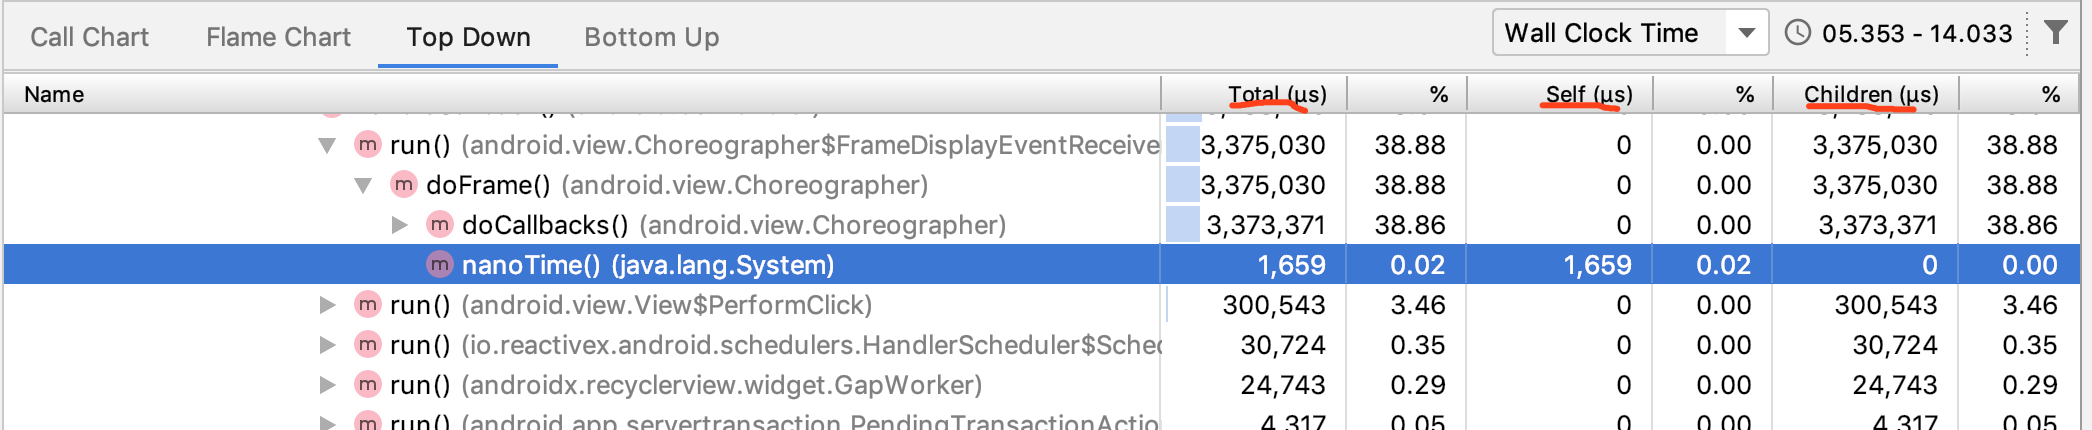 Call Chart Flame Chart Top Down Bottom Up Wall Clock Time 05.353 - 14.033
Name Total (µs) % Self (µs) % Children (µs) %
m run() (android.view.Choreographer$FrameDisplayEventReceive 3,375,030 38.88 0 0.00 3,375,030 38.88
m doFrame() (android.view.Choreographer) 3,375,030 38.88 0 0.00 3,375,030 38.88
m doCallbacks() (android.view.Choreographer) 3,373,371 38.86 0 0.00 3,373,371 38.86
m nanoTime() (java.lang.System) 1,659 0.02 1,659 0.02 0 0.00
m run() (android.view.View$PerformClick) 300,543 3.46 0 0.00 300,543 3.46
m run() (io.reactivex.android.schedulers.HandlerScheduler$Sche 30,724 0.35 0 0.00 30,724 0.35
m run() (androidx.recyclerview.widget.GapWorker) 24,743 0.29 0 0.00 24,743 0.29
m run() (android.app.servertransaction.PendingTransactionActio 4,317 0.05 0 0.00 4,317 0.05